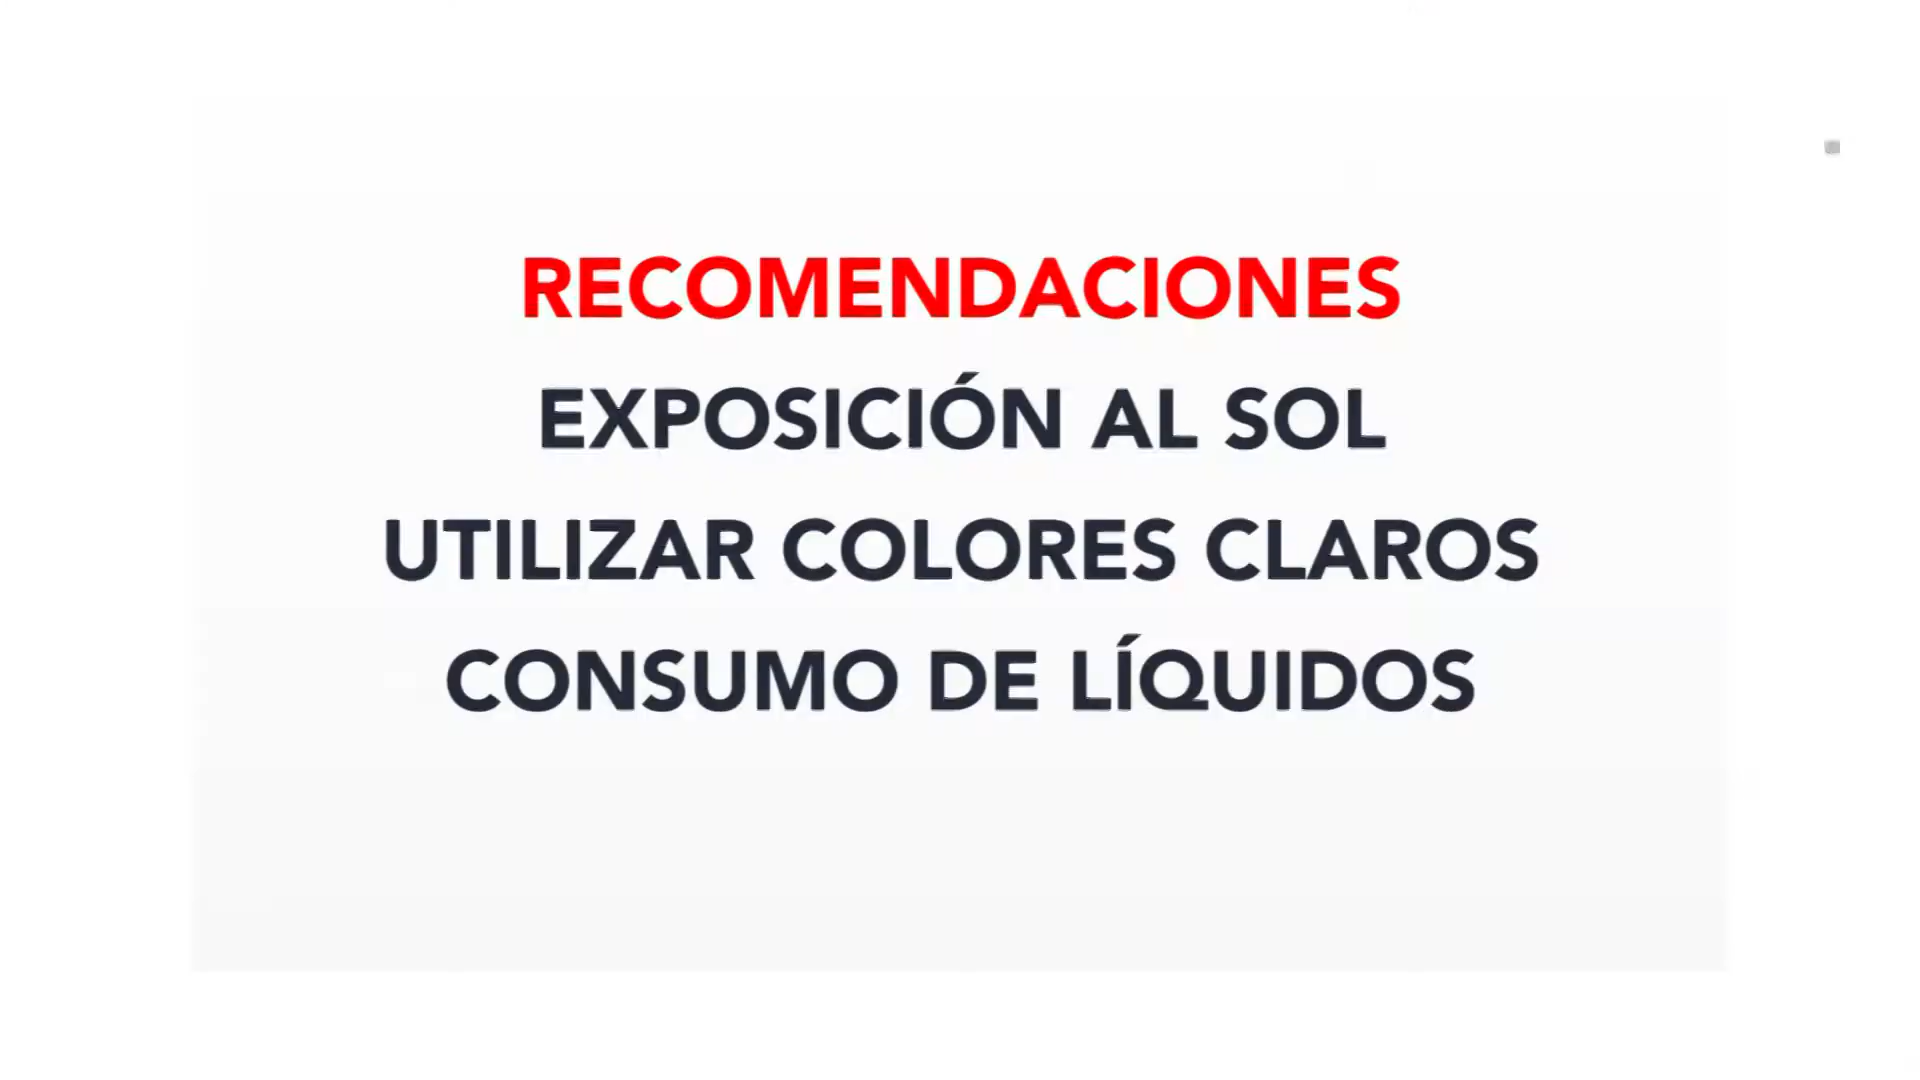 RECOMENDACIONES
EXPOSICIÓN AL SOL
UTILIZAR COLORES CLAROS
CONSUMO DE LÍQUIDOS